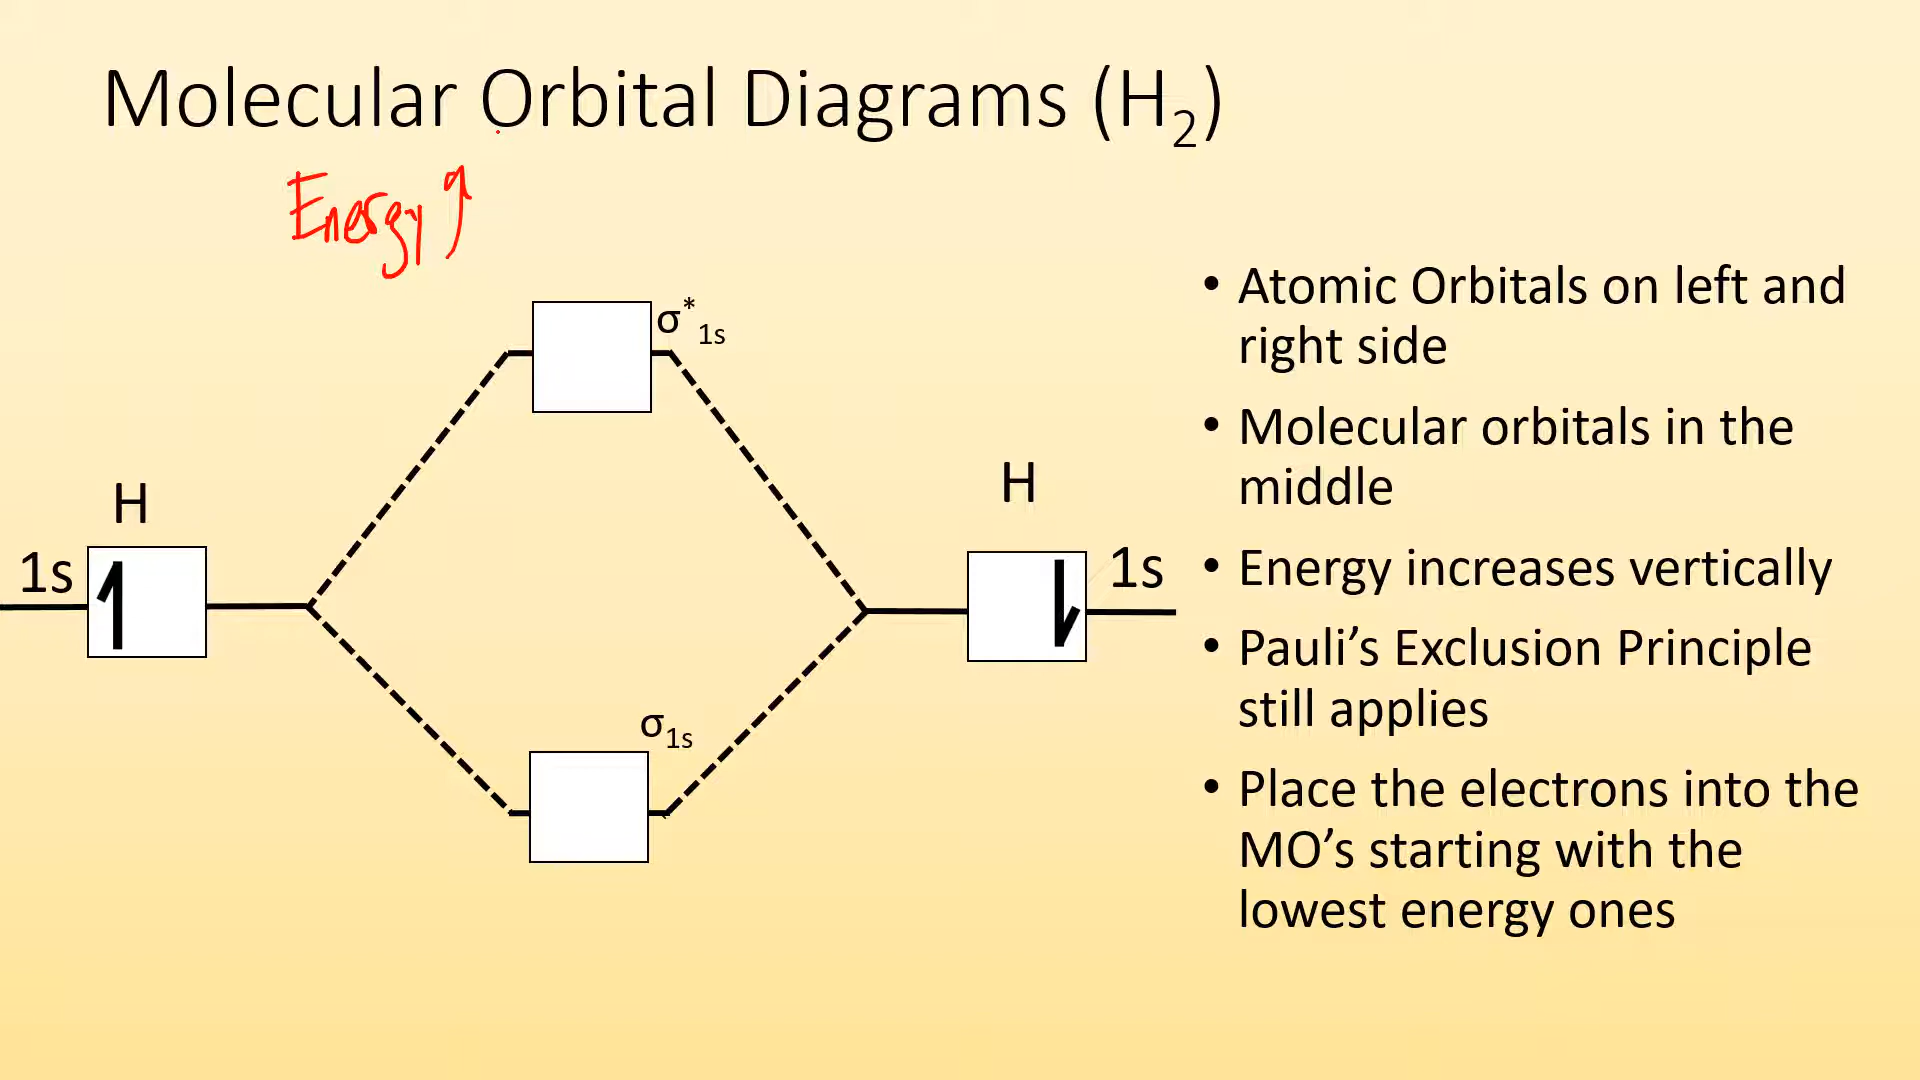 Molecular Orbital Diagrams (H₂)
Energy ↑
σ*1s
H
1s
H
1s
σ1s
• Atomic Orbitals on left and
right side
• Molecular orbitals in the
middle
• Energy increases vertically
• Pauli’s Exclusion Principle
still applies
• Place the electrons into the
MO’s starting with the
lowest energy ones